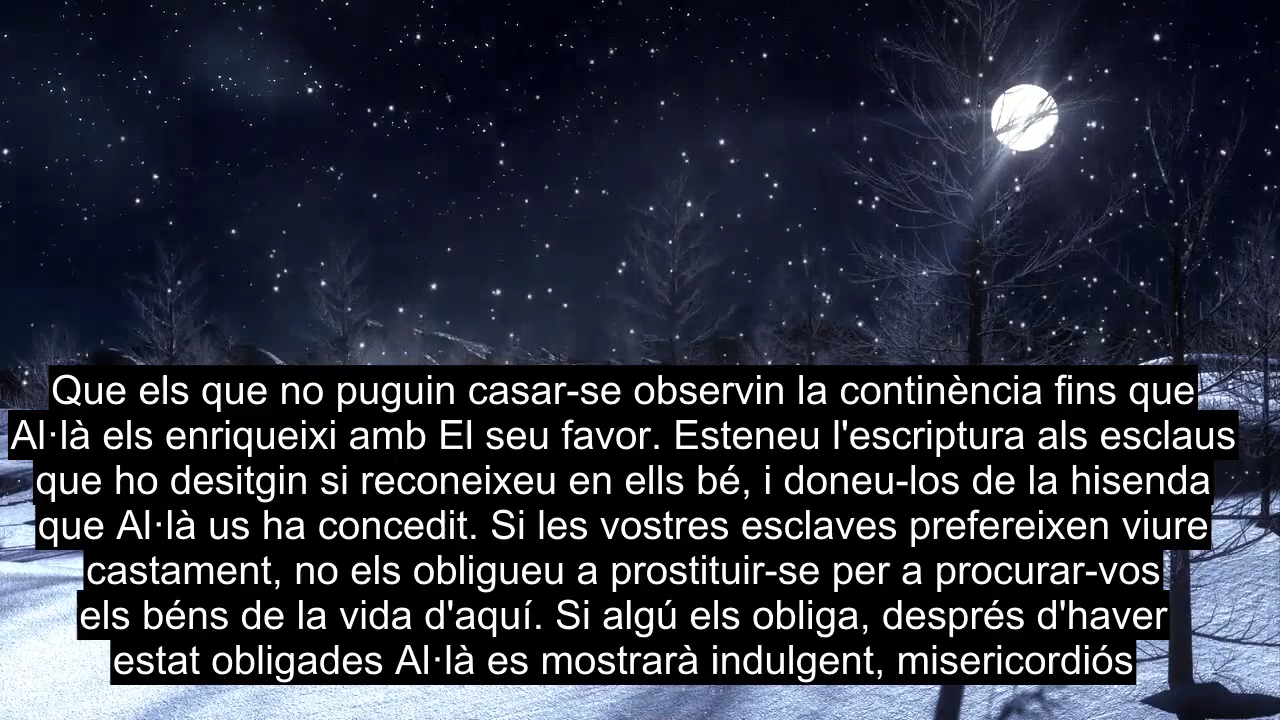 Que els que no puguin casar-se observin la continència fins que
Al·là els enriqueixi amb El seu favor. Esteneu l'escriptura als esclaus
que ho desitgin si reconeixeu en ells bé, i doneu-los de la hisenda
que Al·là us ha concedit. Si les vostres esclaves prefereixen viure
castament, no els obligueu a prostituir-se per a procurar-vos
els béns de la vida d'aquí. Si algú els obliga, després d'haver
estat obligades Al·là es mostrarà indulgent, misericordiós